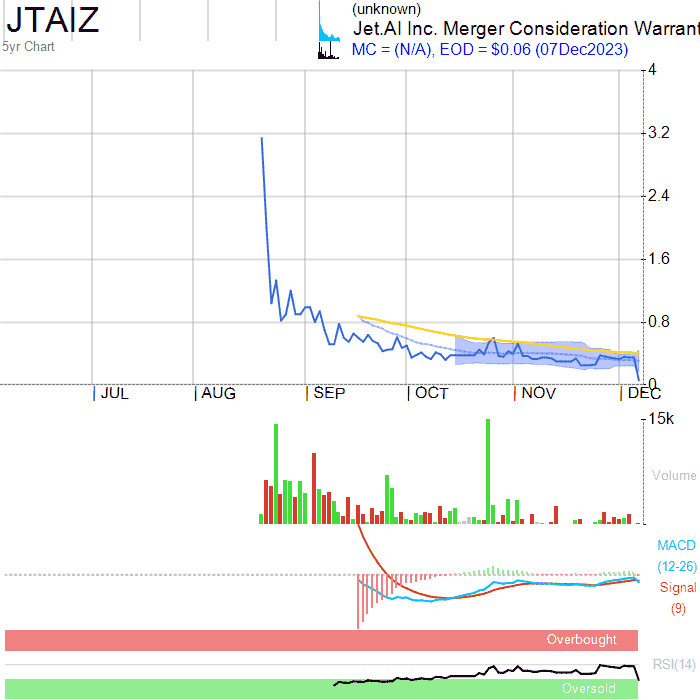 JTAIZ
5yr Chart
(unknown)
Jet.AI Inc. Merger Consideration Warrant
MC = (N/A), EOD = $0.06 (07Dec2023)
4
3.2
2.4
1.6
0.8
0
JUL AUG SEP OCT NOV DEC
15k
Volume
MACD
(12-26)
Signal
(9)
Overbought
RSI(14)
Oversold